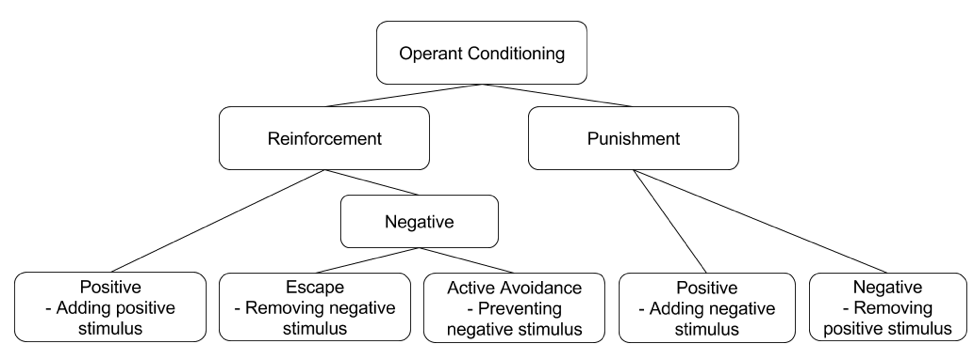 Operant Conditioning
Reinforcement
Punishment
Negative
Positive
- Adding positive
stimulus
Escape
- Removing negative
stimulus
Active Avoidance
- Preventing
negative stimulus
Positive
- Adding negative
stimulus
Negative
- Removing
positive stimulus